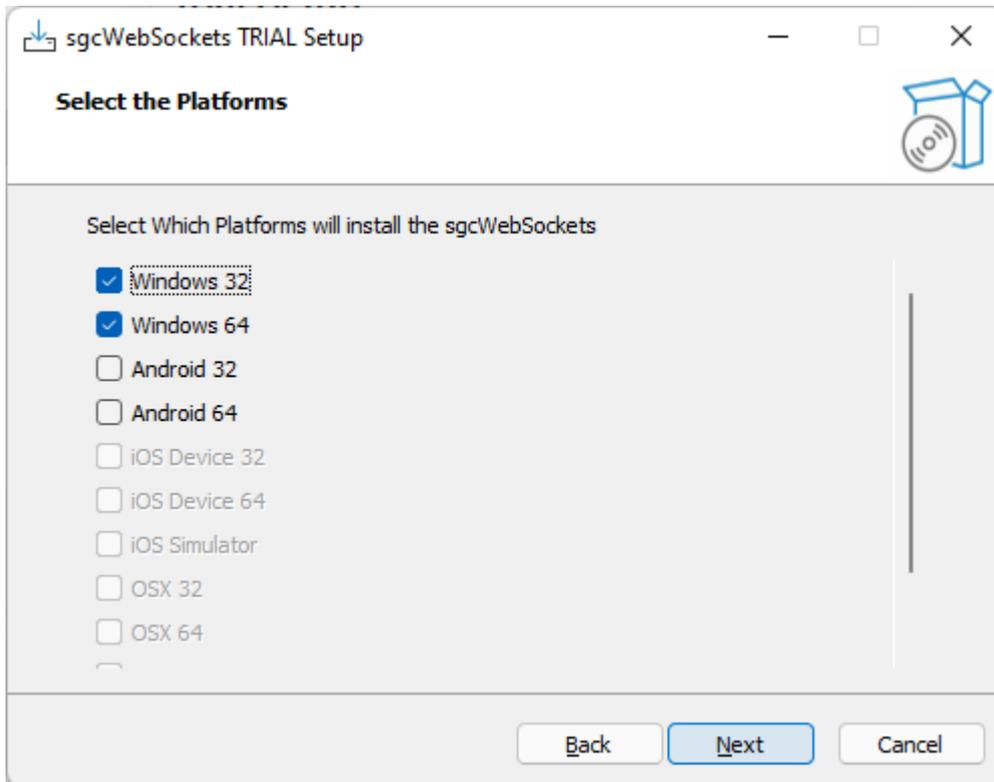 sgcWebSockets TRIAL Setup
Select the Platforms
Select Which Platforms will install the sgcWebSockets
Windows 32
Windows 64
Android 32
Android 64
iOS Device 32
iOS Device 64
iOS Simulator
OSX 32
OSX 64
Back
Next
Cancel